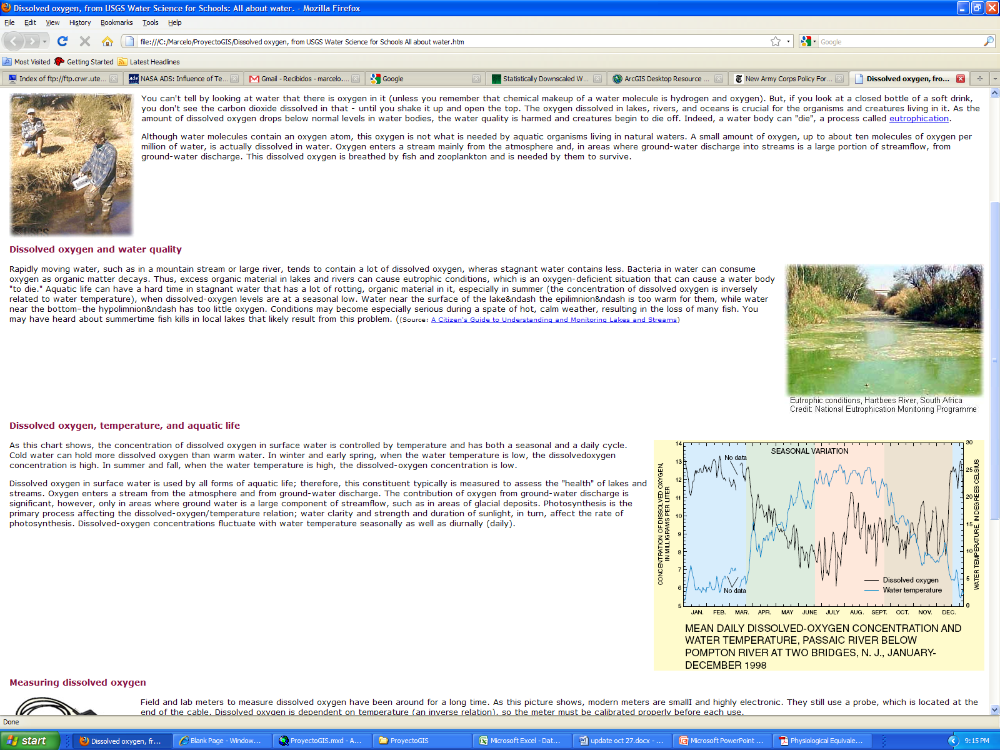 Dissolved oxygen, from USGS Water Science for Schools: All about water. - Mozilla Firefox
File Edit View History Bookmarks Tools Help
file:///C:/Marcelo/ProyectoGIS/Dissolved oxygen, from USGS Water Science for Schools All about water.htm
Google
Most Visited Getting Started Latest Headlines
Index of ftp://ftp.crwr.ute...
NASA ADS: Influence of Te...
Gmail - Recibidos - marcelo....
Google
Statistically Downscaled W...
ArcGIS Desktop Resource ...
New Army Corps Policy For...
Dissolved oxygen, fro...
You can't tell by looking at water that there is oxygen in it (unless you remember that chemical makeup of a water molecule is hydrogen and oxygen). But, if you look at a closed bottle of a soft drink,
you don't see the carbon dioxide dissolved in that - until you shake it up and open the top. The oxygen dissolved in lakes, rivers, and oceans is crucial for the organisms and creatures living in it. As the
amount of dissolved oxygen drops below normal levels in water bodies, the water quality is harmed and creatures begin to die off. Indeed, a water body can "die", a process called eutrophication.
Although water molecules contain an oxygen atom, this oxygen is not what is needed by aquatic organisms living in natural waters. A small amount of oxygen, up to about ten molecules of oxygen per
million of water, is actually dissolved in water. Oxygen enters a stream mainly from the atmosphere and, in areas where ground-water discharge into streams is a large portion of streamflow, from
ground-water discharge. This dissolved oxygen is breathed by fish and zooplankton and is needed by them to survive.
USGS
Dissolved oxygen and water quality
Rapidly moving water, such as in a mountain stream or large river, tends to contain a lot of dissolved oxygen, wheras stagnant water contains less. Bacteria in water can consume
oxygen as organic matter decays. Thus, excess organic material in lakes and rivers can cause eutrophic conditions, which is an oxygen-deficient situation that can cause a water body
"to die." Aquatic life can have a hard time in stagnant water that has a lot of rotting, organic material in it, especially in summer (the concentration of dissolved oxygen is inversely
related to water temperature), when dissolved-oxygen levels are at a seasonal low. Water near the surface of the lake&ndash the epilimnion&ndash is too warm for them, while water
near the bottom–the hypolimnion&ndash has too little oxygen. Conditions may become especially serious during a spate of hot, calm weather, resulting in the loss of many fish. You
may have heard about summertime fish kills in local lakes that likely result from this problem. ((Source: A Citizen's Guide to Understanding and Monitoring Lakes and Streams)
Eutrophic conditions, Hartbees River, South Africa
Credit: National Eutrophication Monitoring Programme
Dissolved oxygen, temperature, and aquatic life
As this chart shows, the concentration of dissolved oxygen in surface water is controlled by temperature and has both a seasonal and a daily cycle.
Cold water can hold more dissolved oxygen than warm water. In winter and early spring, when the water temperature is low, the dissolvedoxygen
concentration is high. In summer and fall, when the water temperature is high, the dissolved-oxygen concentration is low.
Dissolved oxygen in surface water is used by all forms of aquatic life; therefore, this constituent typically is measured to assess the "health" of lakes and
streams. Oxygen enters a stream from the atmosphere and from ground-water discharge. The contribution of oxygen from ground-water discharge is
significant, however, only in areas where ground water is a large component of streamflow, such as in areas of glacial deposits. Photosynthesis is the
primary process affecting the dissolved-oxygen/temperature relation; water clarity and strength and duration of sunlight, in turn, affect the rate of
photosynthesis. Dissolved-oxygen concentrations fluctuate with water temperature seasonally as well as diurnally (daily).
SEASONAL VARIATION
CONCENTRATION OF DISSOLVED OXYGEN,
IN MILLIGRAMS PER LITER
14
13
12
11
10
9
8
7
6
5
No data
No data
Dissolved oxygen
Water temperature
30
25
20
15
10
5
0
WATER TEMPERATURE, IN DEGREES CELSIUS
JAN. FEB. MAR. APR. MAY JUNE JULY AUG. SEPT. OCT. NOV. DEC.
MEAN DAILY DISSOLVED-OXYGEN CONCENTRATION AND
WATER TEMPERATURE, PASSAIC RIVER BELOW
POMPTON RIVER AT TWO BRIDGES, N. J., JANUARY-
DECEMBER 1998
Measuring dissolved oxygen
Field and lab meters to measure dissolved oxygen have been around for a long time. As this picture shows, modern meters are smalI and highly electronic. They still use a probe, which is located at the
end of the cable. Dissolved oxygen is dependent on temperature (an inverse relation), so the meter must be calibrated properly before each use.
Done
start
Dissolved oxygen, fr...
Blank Page - Window...
ProyectoGIS.mxd - A...
ProyectoGIS
Microsoft Excel - Dat...
update oct 27.docx - ...
Microsoft PowerPoint ...
Physiological Equivale...
9:15 PM